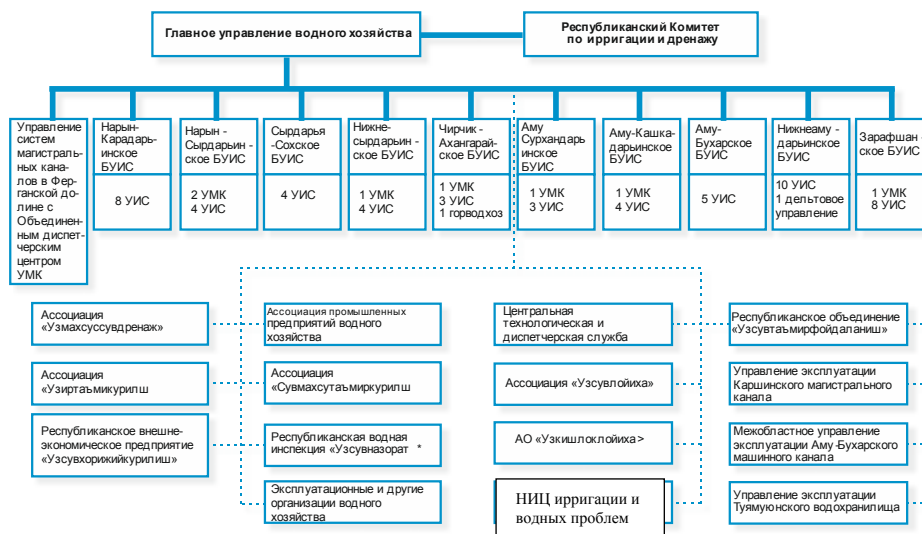 Главное управление водного хозяйства
Республиканский Комитет
по ирригации и дренажу
Управление
систем
магистраль-
ных кана-
лов в Фер-
ганской до-
лине с
Объединен-
ным диспет-
черским
центром
УМК
Нарын-
Карадарь-
инское
БУИС
8 УИС
Нарын -
Сырдарьин -
ское БУИС
2 УМК
4 УИС
Сырдарья
-Сохское
БУИС
4 УИС
Нижне-
сырдарьин -
ское БУИС
1 УМК
4 УИС
Чирчик -
Ахангарай-
ское БУИС
1 УМК
3 УИС
1 горводхоз
Аму
Сурхандарь
инское
БУИС
1 УМК
3 УИС
Аму-Кашка-
дарьинское
БУИС
1 УМК
4 УИС
Аму-
Бухарское
БУИС
5 УИС
Нижнеаму -
дарьинское
БУИС
10 УИС
1 дельтовое
управление
Зарафшан -
ское БУИС
1 УМК
8 УИС
Ассоциация
«Узмахсуссувдренаж»
Ассоциация промышленных
предприятий водного
хозяйства
Центральная
технологическая и
диспетчерская служба
Республиканское объединение
«Узсувтаъмирфойдаланиш»
Ассоциация
«Узиртаъмикурилш
Ассоциация
«Сувмахсутаъмиркурилш
Ассоциация «Узсувлойиха»
Управление эксплуатации
Каршинского магистрального
канала
Республиканское внешне-
экономическое предприятие
«Узсувхорижийкурилиш»
Республиканская водная
инспекция «Узсувназорат *
АО «Узкишлоклойиха>
Межобластное управление
эксплуатации Аму-Бухарского
машинного канала
Эксплуатационные и другие
организации водного
хозяйства
НИЦ ирригации и
водных проблем
Управление эксплуатации
Туямуюнского водохранилища